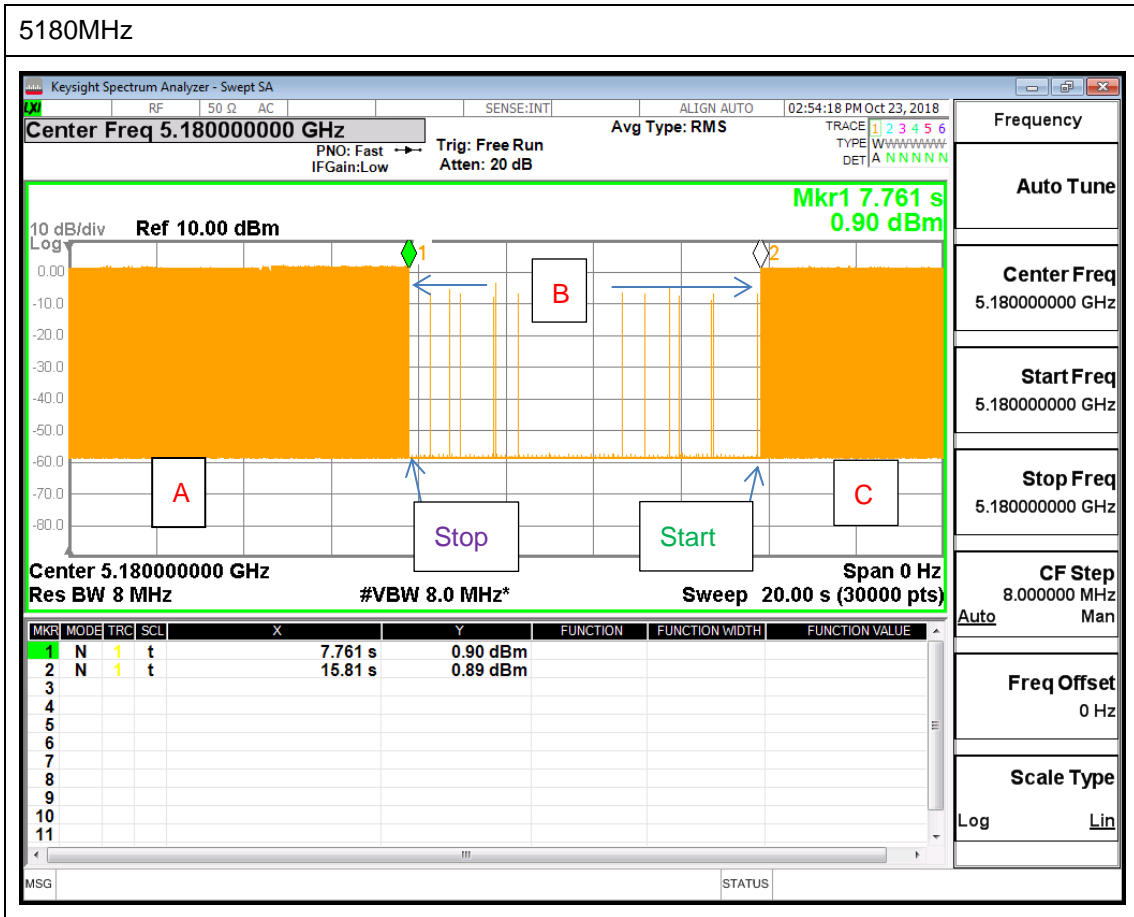 5180MHz
Keysight Spectrum Analyzer - Swept SA
LXI RF 50 Ω AC SENSE:INT ALIGN AUTO 02:54:18 PM Oct 23, 2018
Center Freq 5.180000000 GHz
PNO: Fast
IFGain:Low
Trig: Free Run
Atten: 20 dB
Avg Type: RMS
TRACE 1 2 3 4 5 6
TYPE WWWWWWW
DET A N N N N N
Mkr1 7.761 s
0.90 dBm
10 dB/div Ref 10.00 dBm
Log
1
2
0.00
-10.0
-20.0
-30.0
-40.0
-50.0
-60.0
-70.0
-80.0
A
B
C
Stop
Start
Center 5.180000000 GHz Span 0 Hz
Res BW 8 MHz #VBW 8.0 MHz* Sweep 20.00 s (30000 pts)
MKR MODE TRC SCL X Y FUNCTION FUNCTION WIDTH FUNCTION VALUE
1 N 1 t 7.761 s 0.90 dBm
2 N 1 t 15.81 s 0.89 dBm
3
4
5
6
7
8
9
10
11
MSG STATUS
Frequency
Auto Tune
Center Freq
5.180000000 GHz
Start Freq
5.180000000 GHz
Stop Freq
5.180000000 GHz
CF Step
8.000000 MHz
Auto Man
Freq Offset
0 Hz
Scale Type
Log Lin